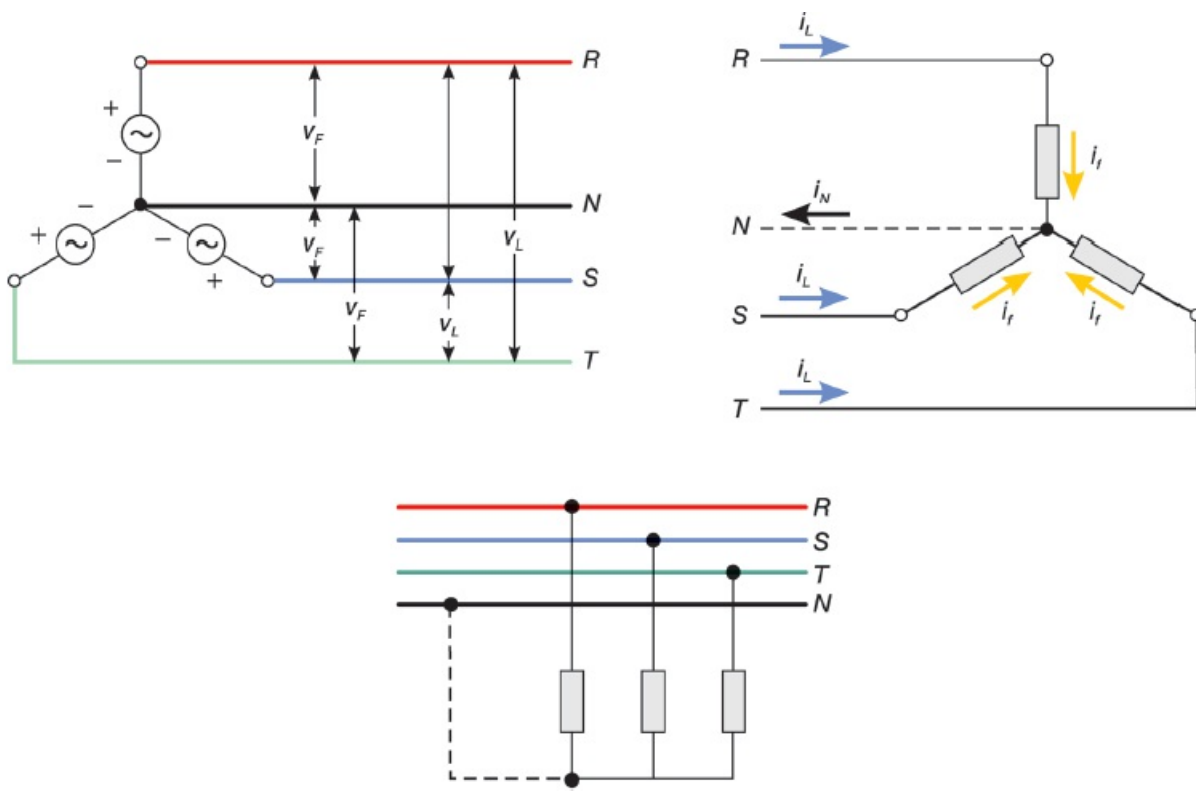 R
+
v_F
−
N
−
+
v_F
−
v_L
+
S
v_F
v_L
T
i_L
R
i_f
i_N
N
i_L
S
i_f
i_f
i_L
T
R
S
T
N